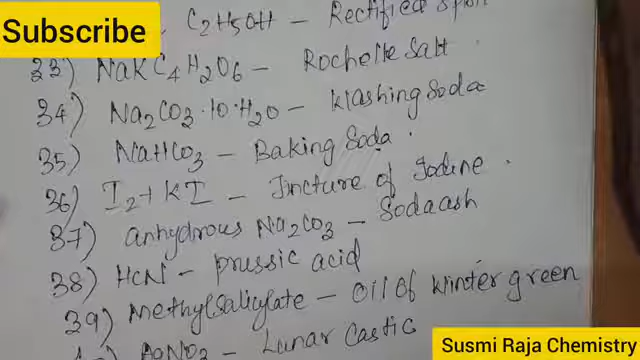 Subscribe
C2H5OH - Rectified spirit
33) NaKC4H2O6 - Rochelle Salt
34) Na2CO3·10·H2O - Washing Soda
35) NaHCO3 - Baking Soda.
36) I2 + KI - Tincture of Iodine.
37) anhydrous Na2CO3 - Sodaash
38) HCN - prussic acid
39) Methylsalicylate - Oil of Winter green
AgNO3 - Lunar Castic
Susmi Raja Chemistry